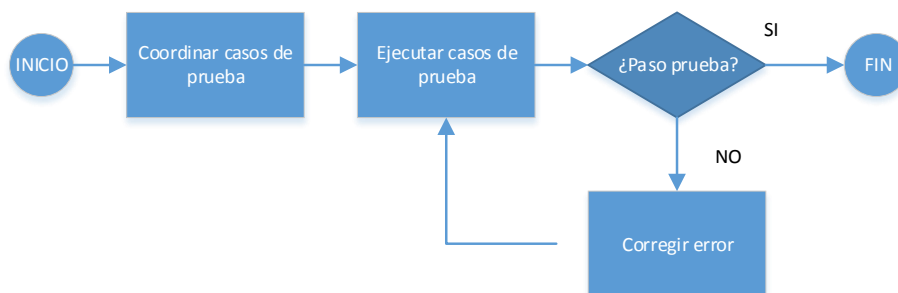 INICIO
Coordinar casos de
prueba
Ejecutar casos de
prueba
¿Paso prueba?
SI
FIN
NO
Corregir error